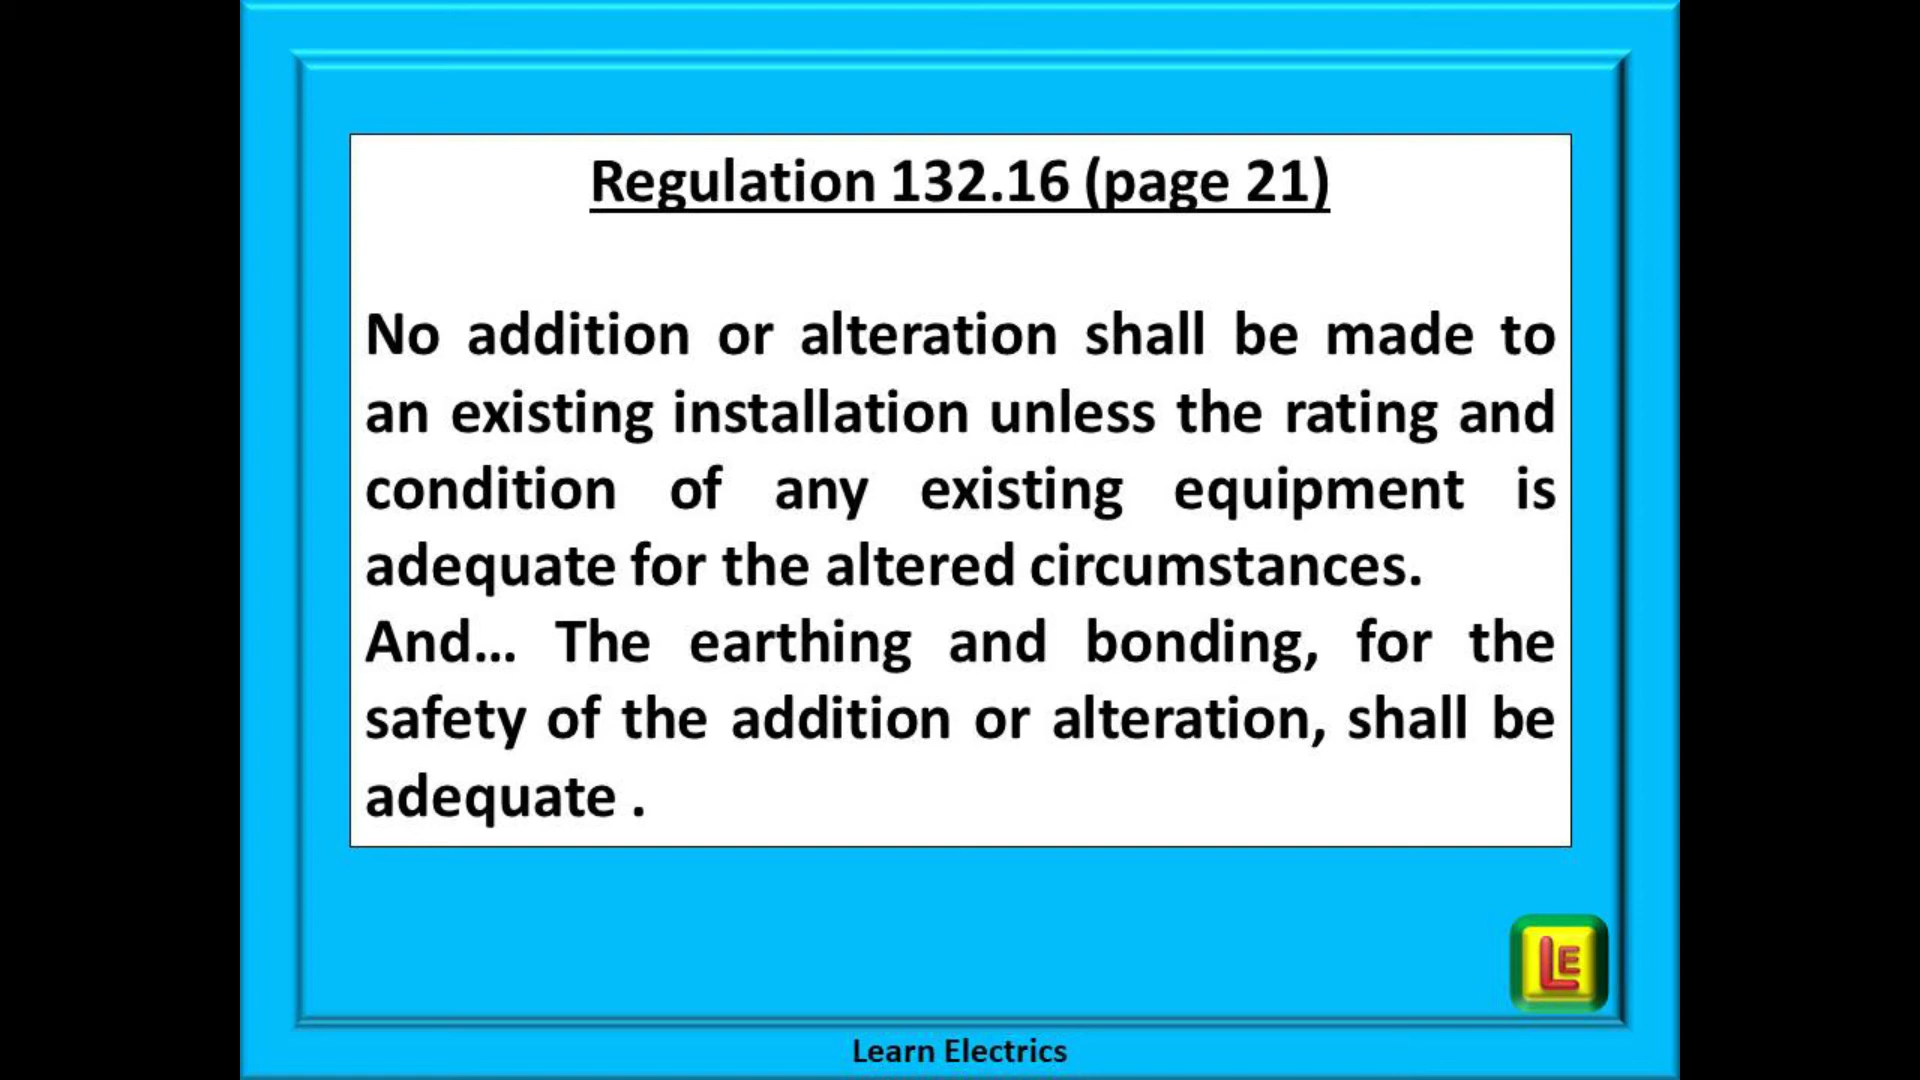 Regulation 132.16 (page 21)
No addition or alteration shall be made to
an existing installation unless the rating and
condition of any existing equipment is
adequate for the altered circumstances.
And… The earthing and bonding, for the
safety of the addition or alteration, shall be
adequate .
LE
Learn Electrics